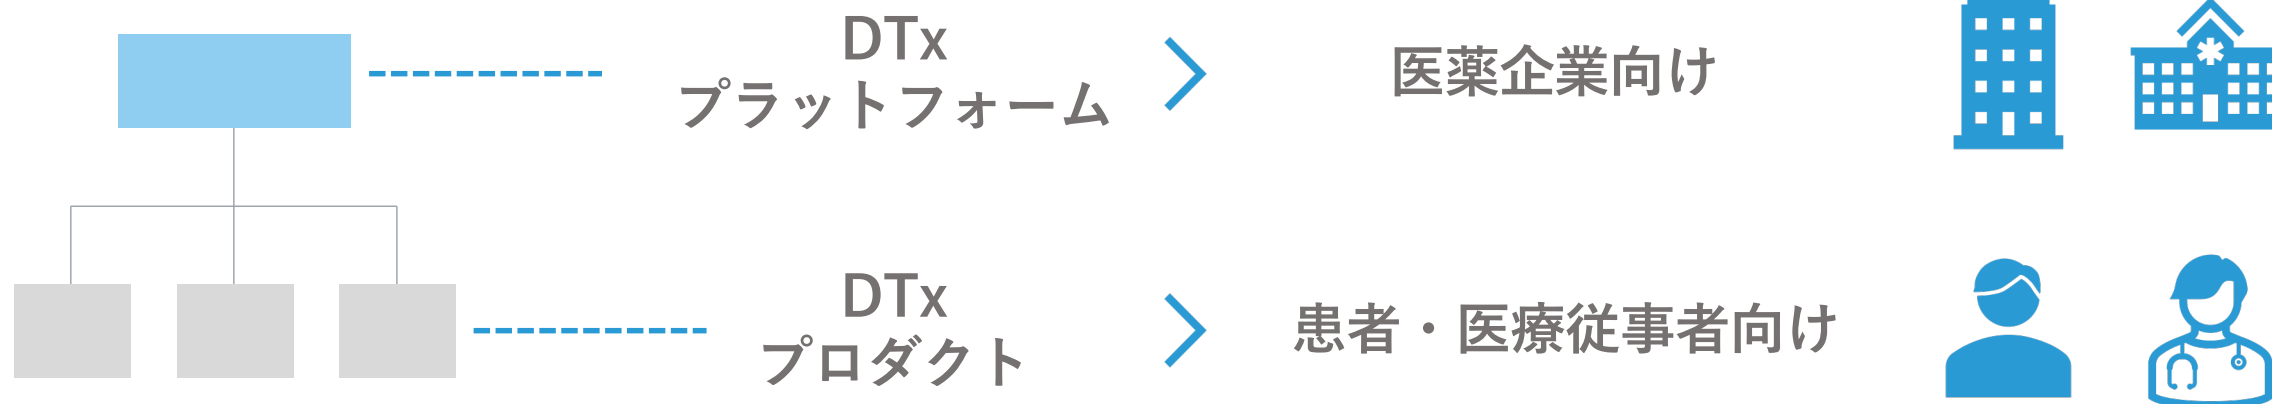 DTx
プラットフォーム
医薬企業向け
DTx
プロダクト
患者・医療従事者向け